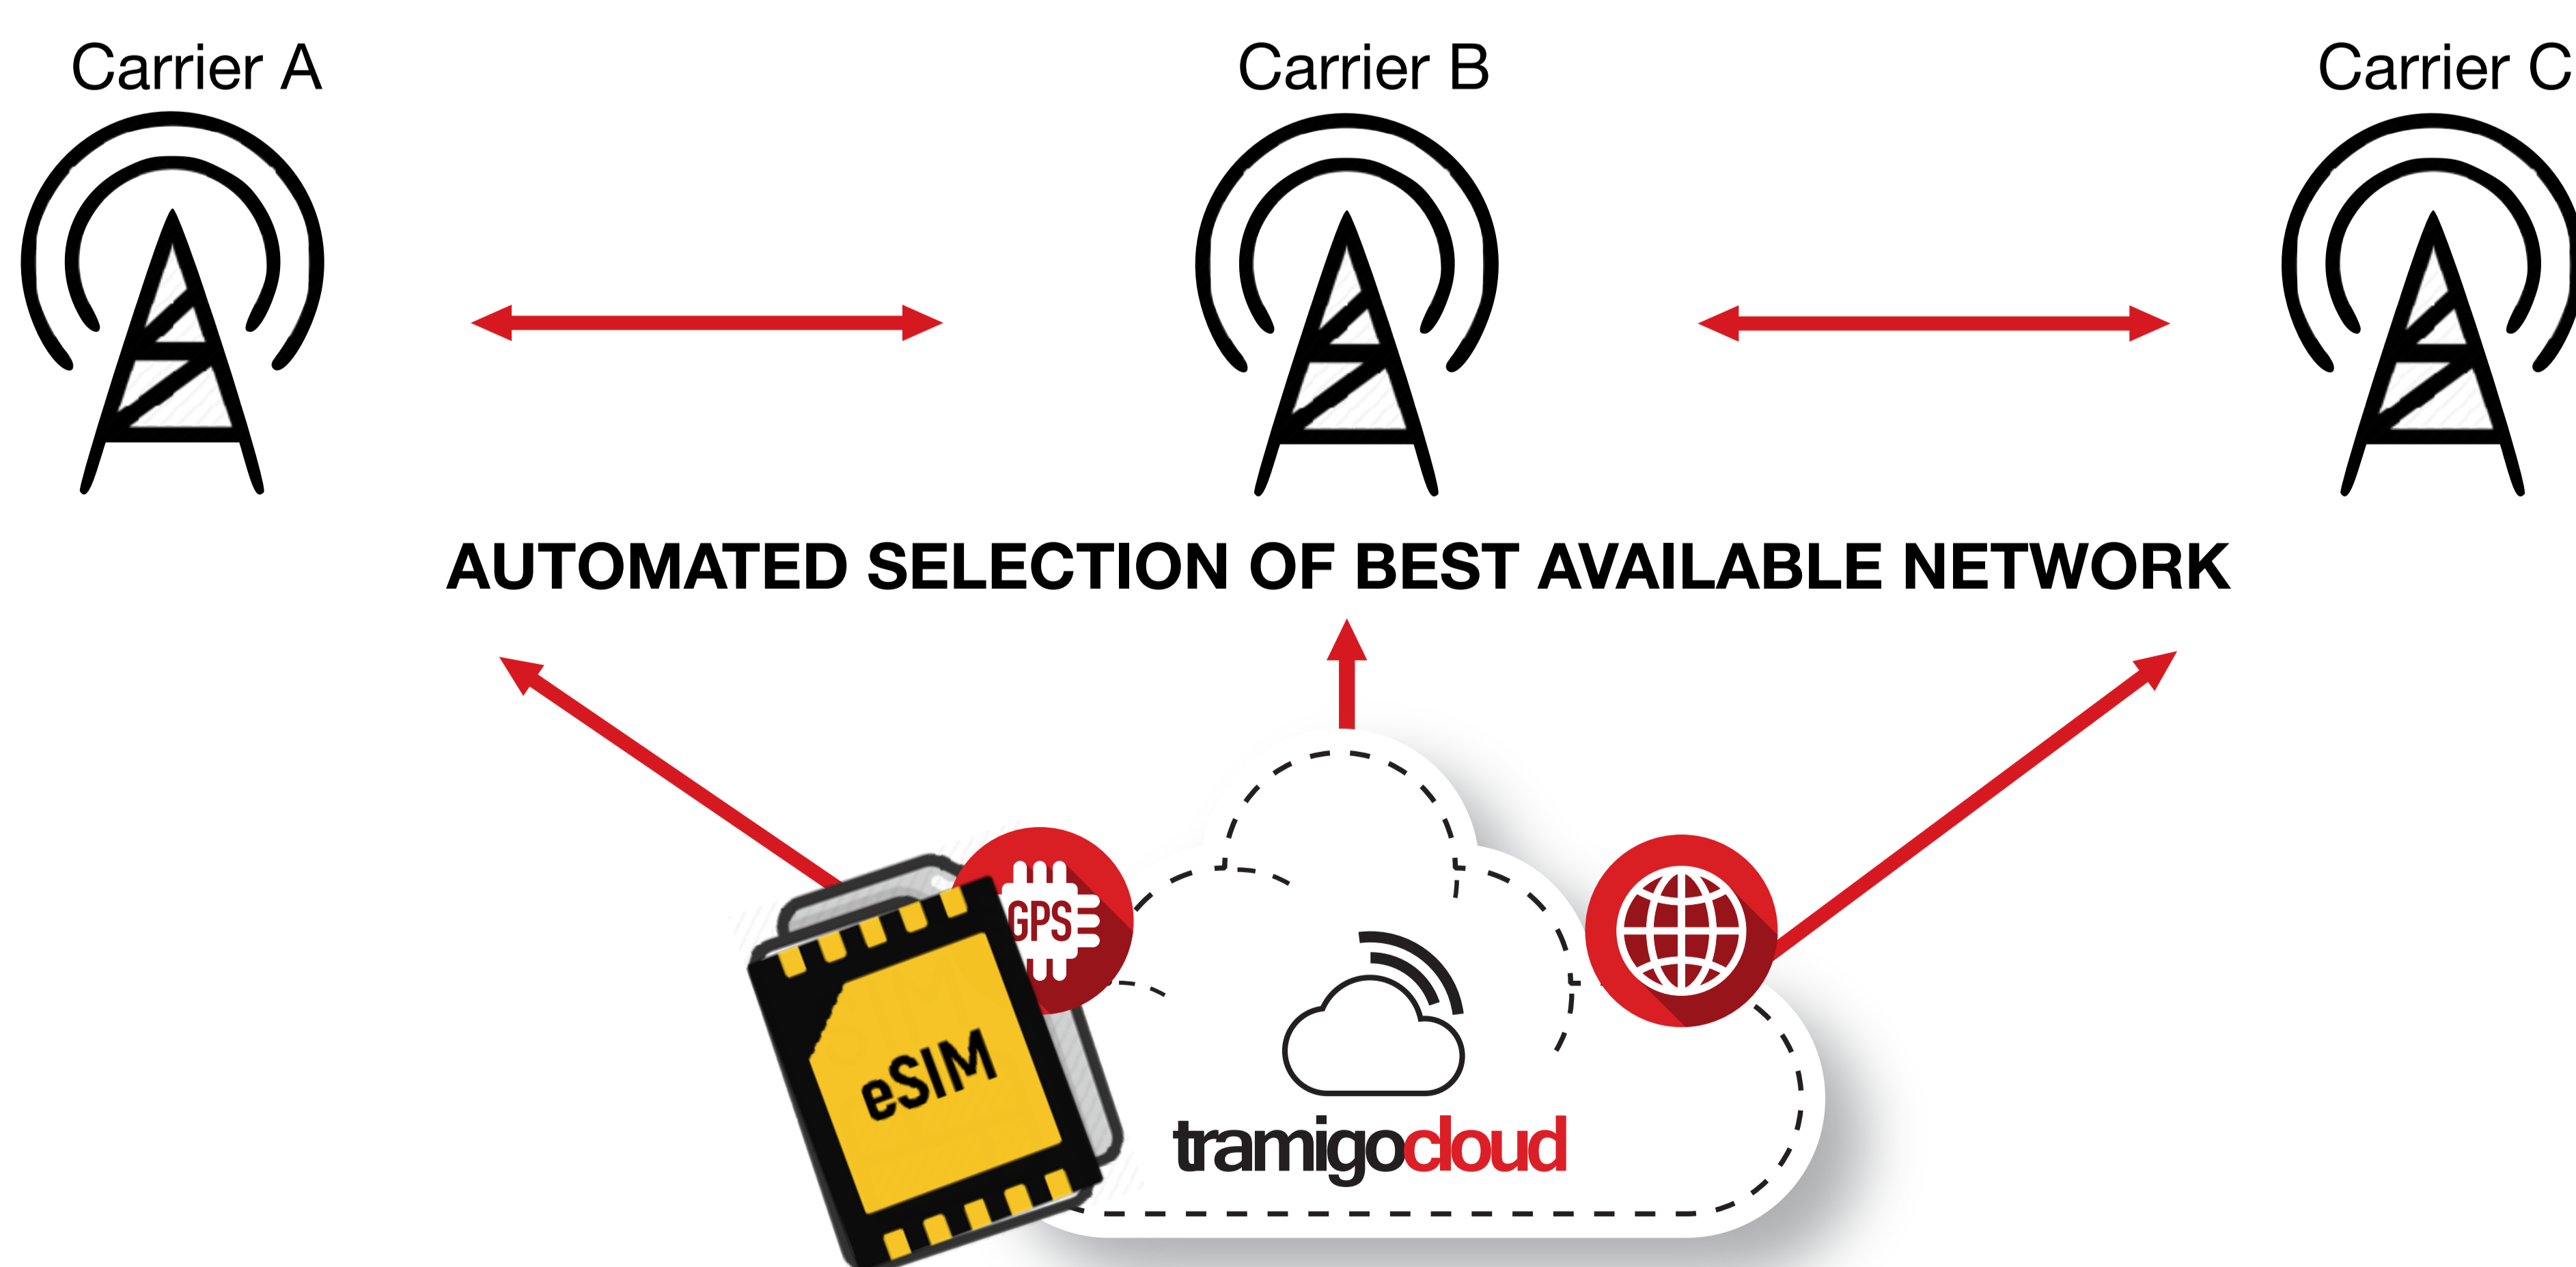 Carrier A
Carrier B
Carrier C
AUTOMATED SELECTION OF BEST AVAILABLE NETWORK
GPS
eSIM
tramigocloud